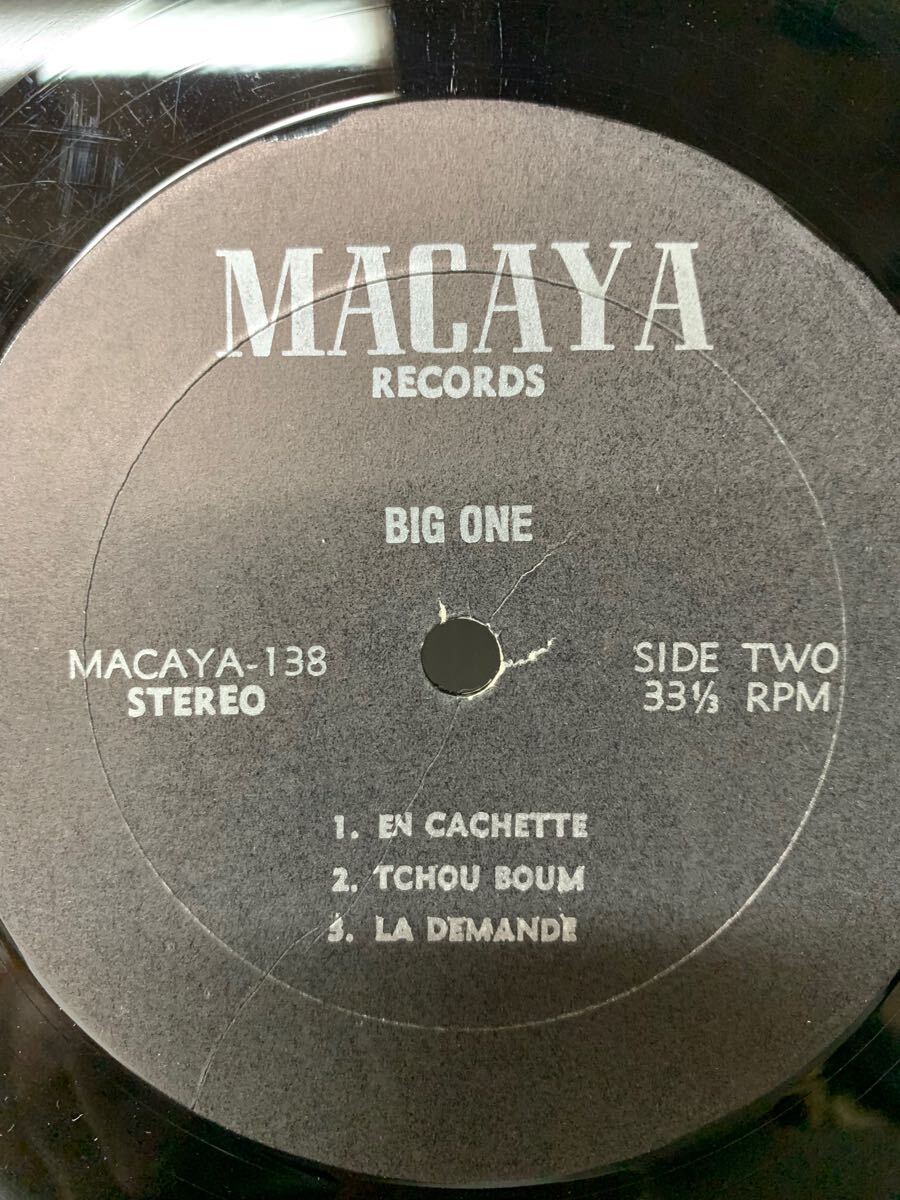 MACAYA
RECORDS
BIG ONE
MACAYA-138
STEREO
SIDE TWO
33⅓ RPM
1. EN CACHETTE
2. TCHOU BOUM
3. LA DEMANDE